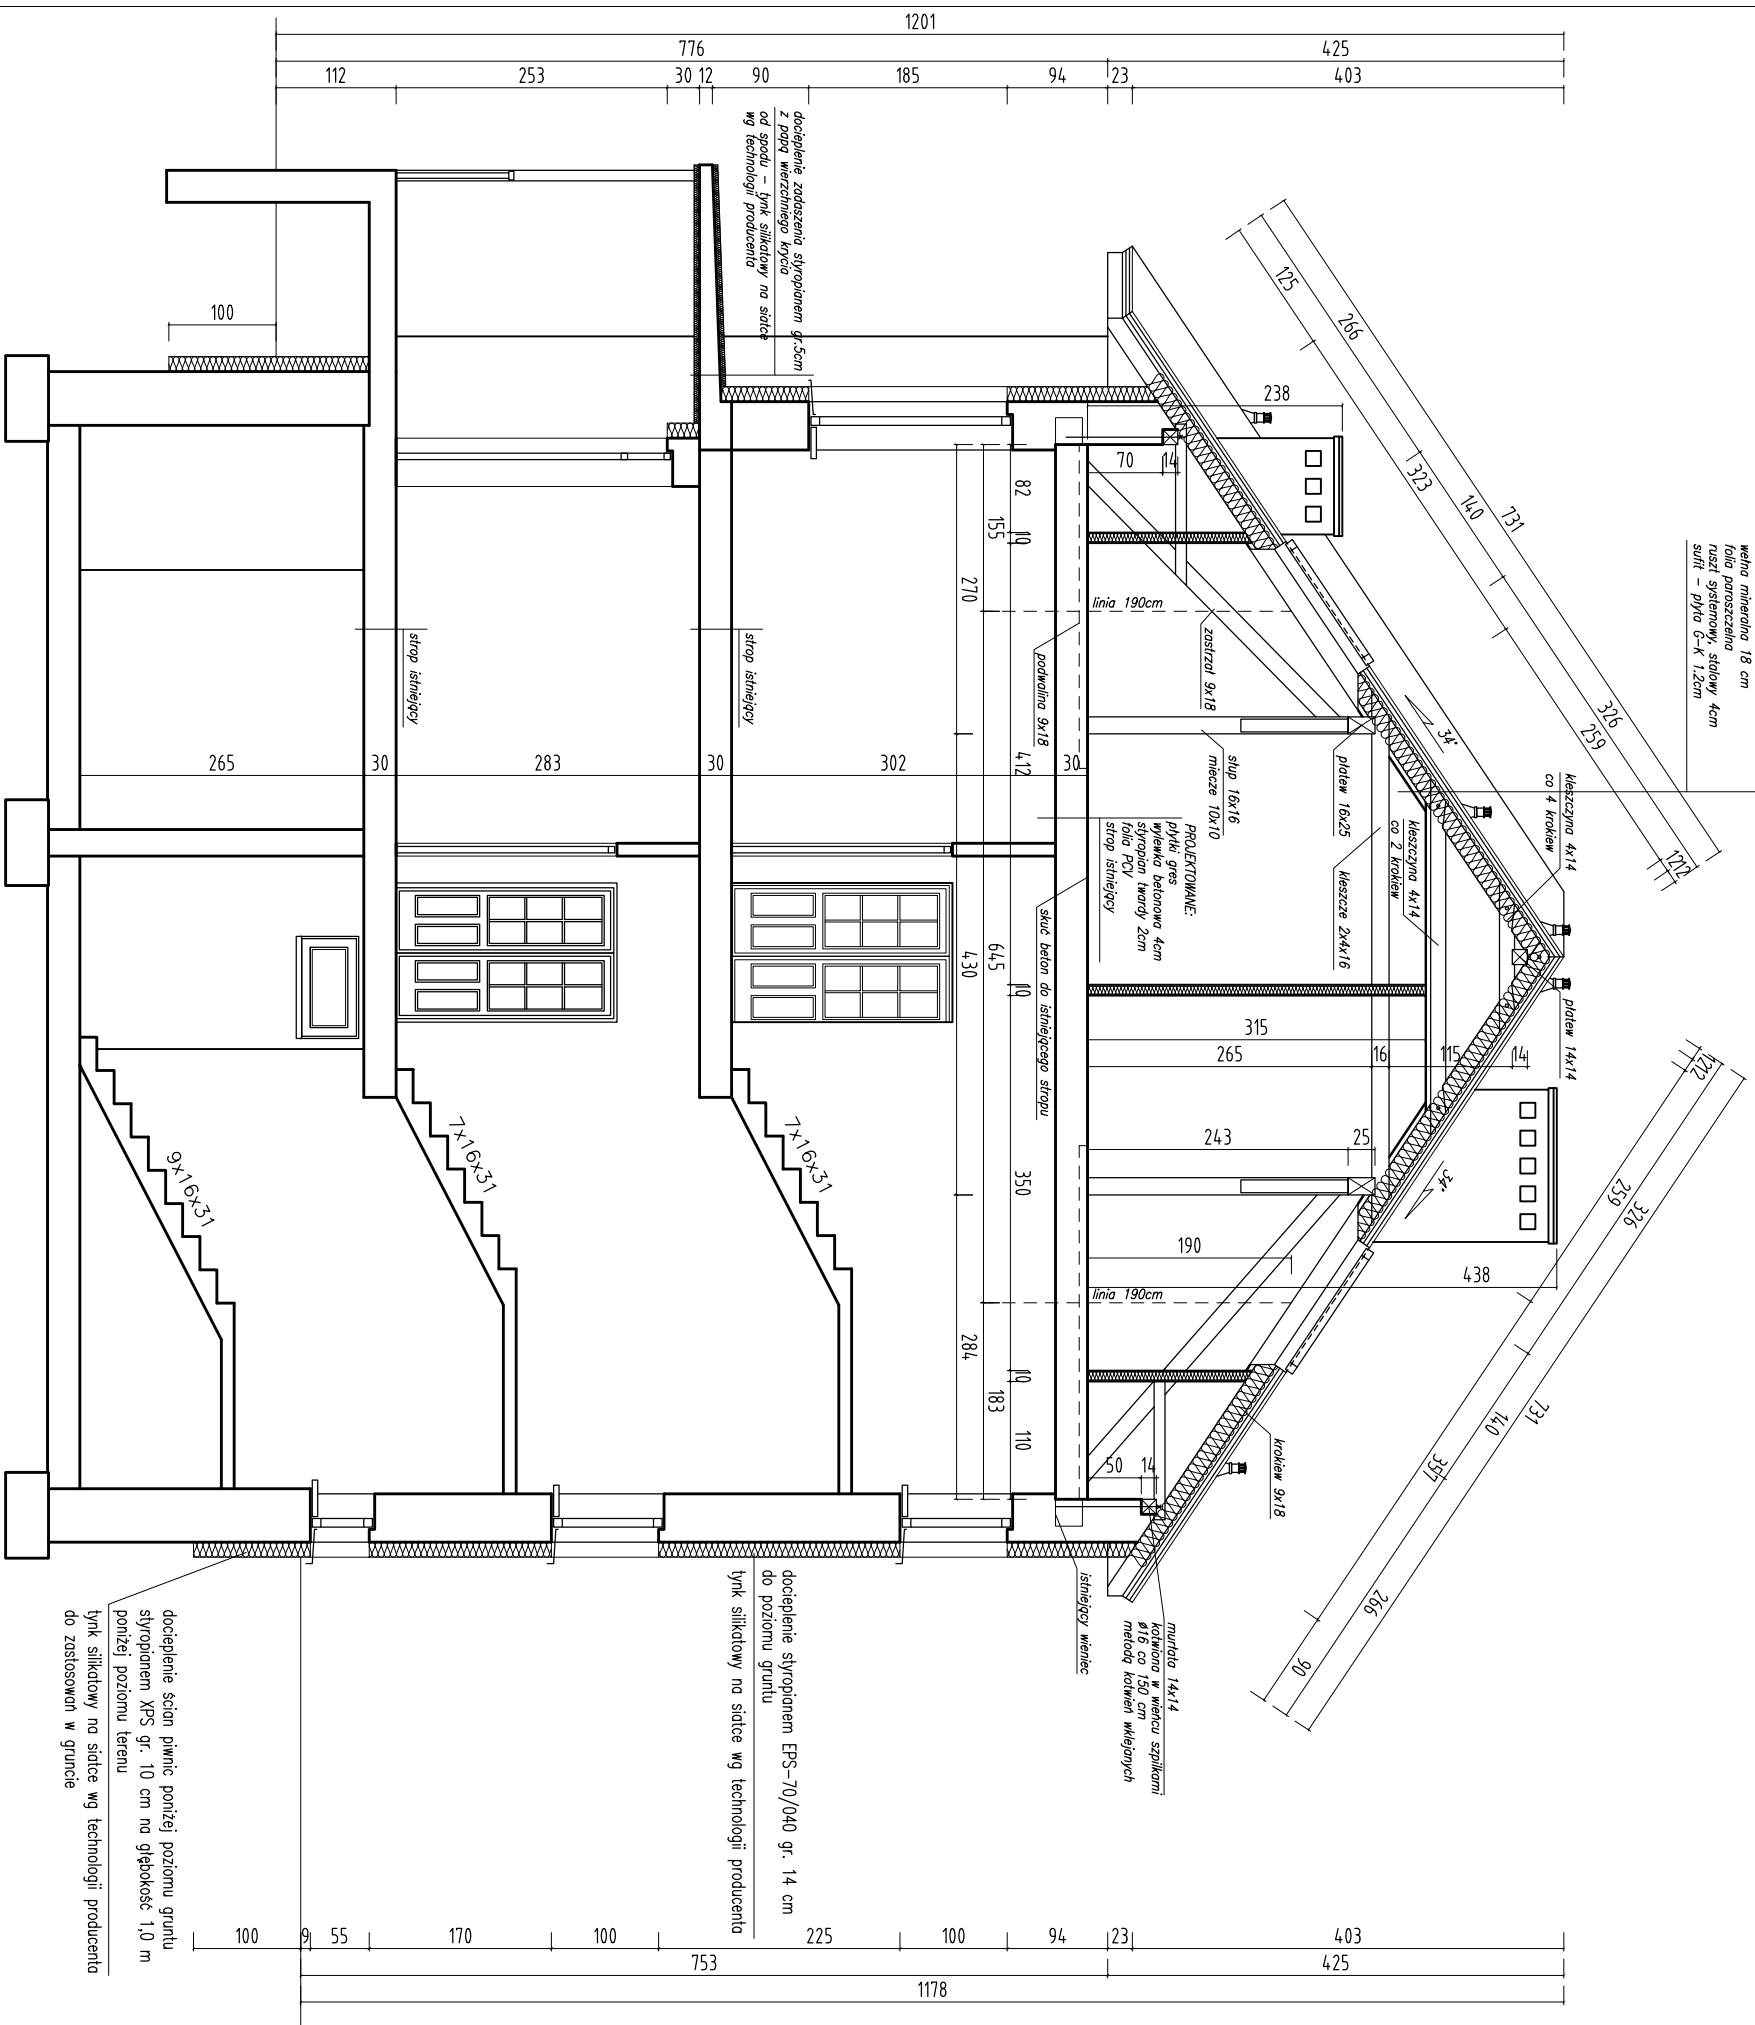 1201
776
425
112
253
30
12
90
185
94
23
403
docieplenie zadaszenia styropianem gr.5cm
z papą wierzchniego krycia
od spodu – tynk silikatowy na siatce
wg technologii producenta
wełna mineralna 18 cm
folia paroszczelna
ruszt systemowy, stalowy 4cm
sufit – płyta G-K 1.2cm
125
266
323
140
731
326
259
1212
34°
238
70
14
100
82
10
155
270
linia 190cm
zastrzał 9x18
podwalina 9x18
strop istniejący
strop istniejący
265
30
283
30
302
412
30
słup 16x16
miecze 10x10
płatew 16x25
kleszcze 2x4x16
kleszczyna 4x14
co 2 krokiew
kleszczyna 4x14
co 4 krokiew
PROJEKTOWANE:
płytki gres
wylewka betonowa 4cm
styropian twardy 2cm
folia PCV
strop istniejący
skuć beton do istniejącego stropu
645
430
10
315
265
16
115
14
płatew 14x14
243
25
350
190
438
linia 190cm
34°
284
183
10
110
50
14
9x16x31
7x16x31
7x16x31
1212
259
326
731
140
357
266
90
krokiew 9x18
istniejący wieniec
murłata 14x14
kotwiona w wieńcu szpilkami
ø16 co 150 cm
metodą kotwień wklejanych
docieplenie styropianem EPS-70/040 gr. 14 cm
do poziomu gruntu
tynk silikatowy na siatce wg technologii producenta
docieplenie ścian piwnic poniżej poziomu gruntu
styropianem XPS gr. 10 cm na głębokość 1,0 m
poniżej poziomu terenu
tynk silikatowy na siatce wg technologii producenta
do zastosowań w gruncie
100
9
55
170
100
225
100
94
23
403
753
425
1178